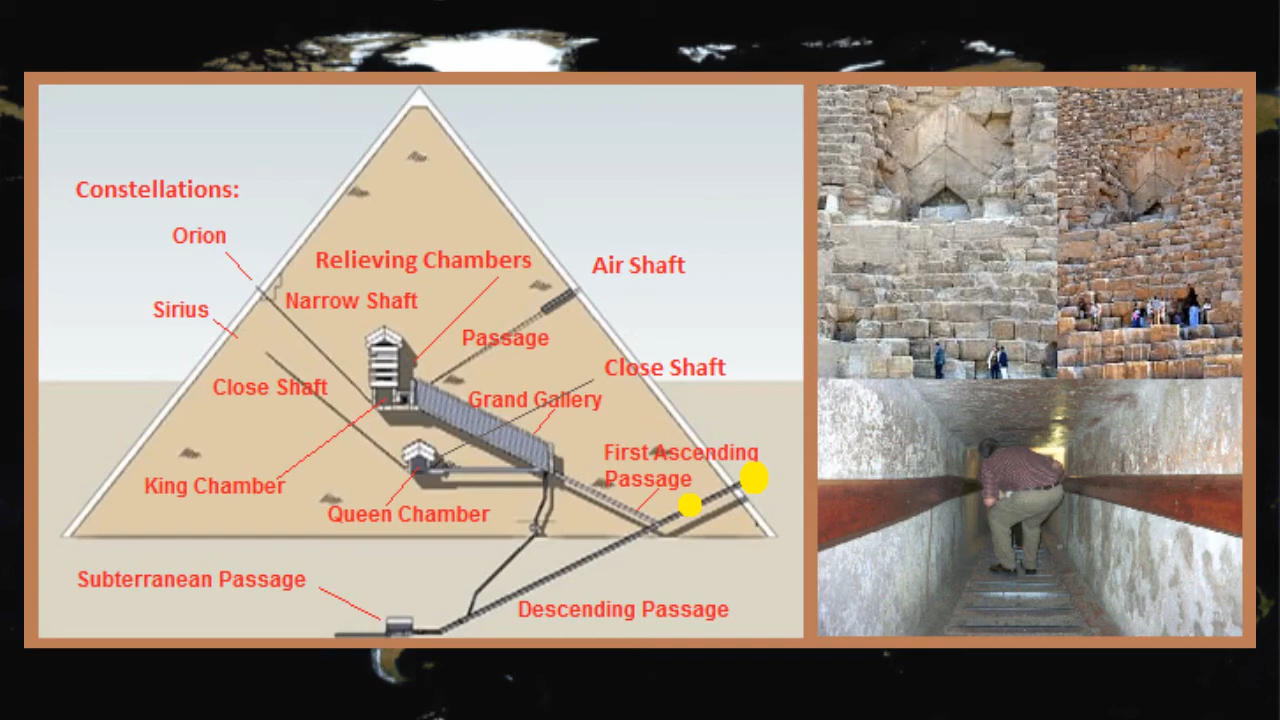 Constellations:
Orion
Relieving Chambers
Air Shaft
Sirius
Narrow Shaft
Passage
Close Shaft
Close Shaft
Grand Gallery
First Ascending
Passage
King Chamber
Queen Chamber
Subterranean Passage
Descending Passage